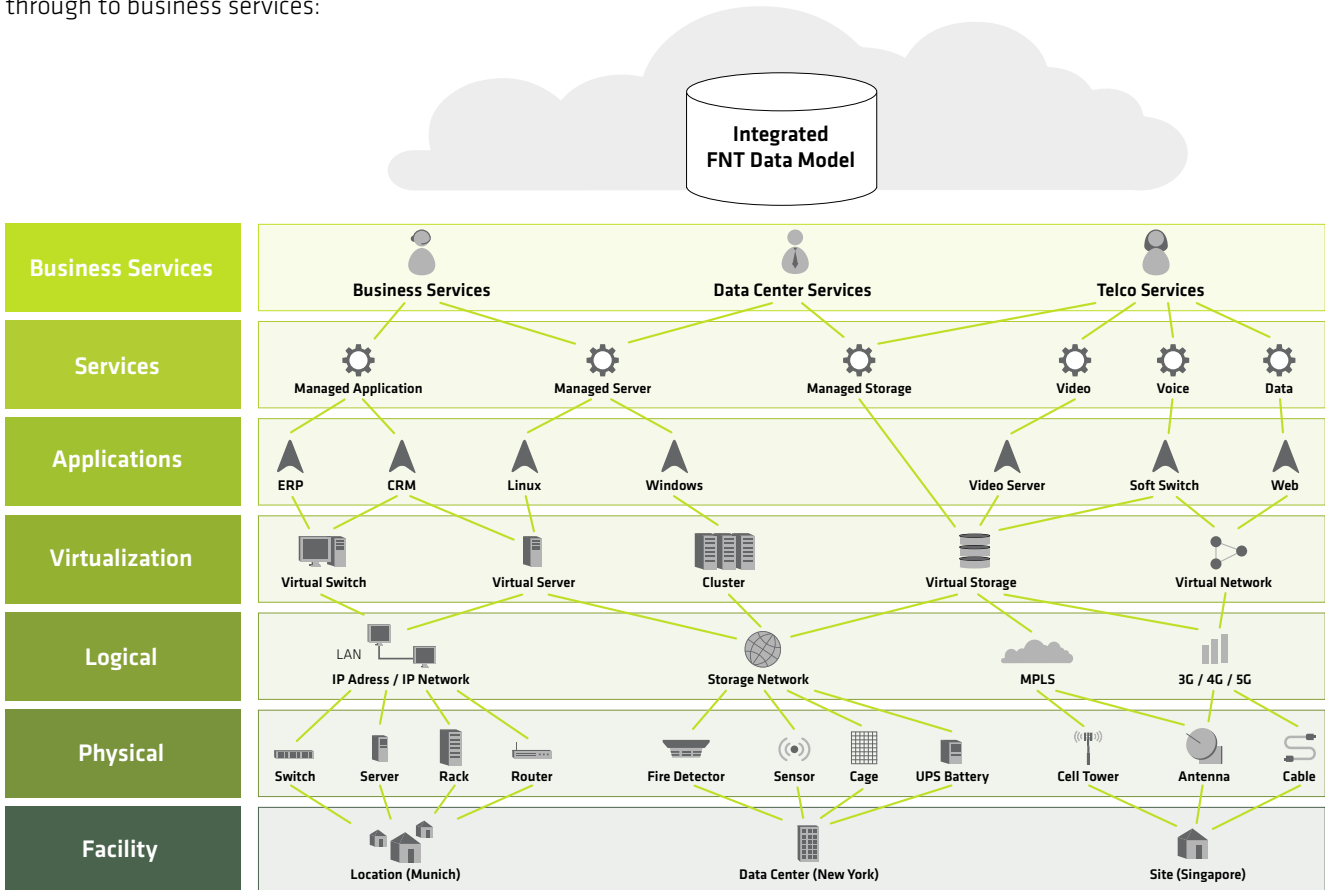 through to business services:
Integrated
FNT Data Model
Business Services
Business Services
Data Center Services
Telco Services
Services
Managed Application
Managed Server
Managed Storage
Video
Voice
Data
Applications
ERP
CRM
Linux
Windows
Video Server
Soft Switch
Web
Virtualization
Virtual Switch
Virtual Server
Cluster
Virtual Storage
Virtual Network
Logical
LAN
IP Adress / IP Network
Storage Network
MPLS
3G / 4G / 5G
Physical
Switch
Server
Rack
Router
Fire Detector
Sensor
Cage
UPS Battery
Cell Tower
Antenna
Cable
Facility
Location (Munich)
Data Center (New York)
Site (Singapore)